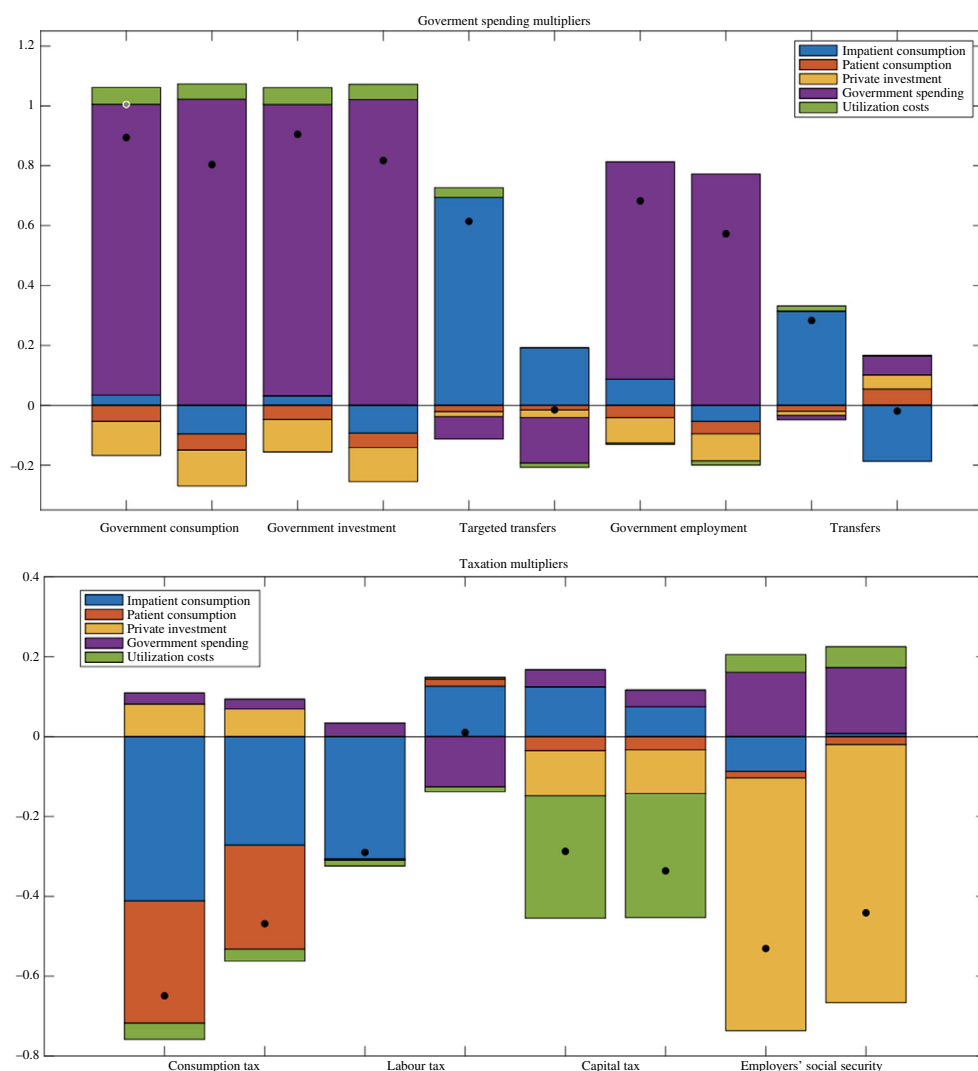 Goverment spending multipliers
1.2
1
0.8
0.6
0.4
0.2
0
–0.2
Impatient consumption
Patient consumption
Private investment
Government spending
Utilization costs
Government consumption
Government investment
Targeted transfers
Government employment
Transfers
Taxation multipliers
0.4
0.2
0
–0.2
–0.4
–0.6
–0.8
Impatient consumption
Patient consumption
Private investment
Government spending
Utilization costs
Consumption tax
Labour tax
Capital tax
Employers’ social security